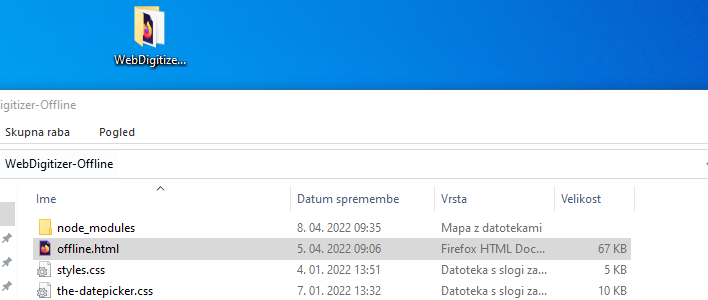 WebDigitize...
igitizer-Offline
Skupna raba Pogled
WebDigitizer-Offline
Ime Datum spremembe Vrsta Velikost
node_modules 8. 04. 2022 09:35 Mapa z datotekami
offline.html 5. 04. 2022 09:06 Firefox HTML Doc... 67 KB
styles.css 4. 01. 2022 13:51 Datoteka s slogi za... 5 KB
the-datepicker.css 7. 01. 2022 13:32 Datoteka s slogi za... 10 KB